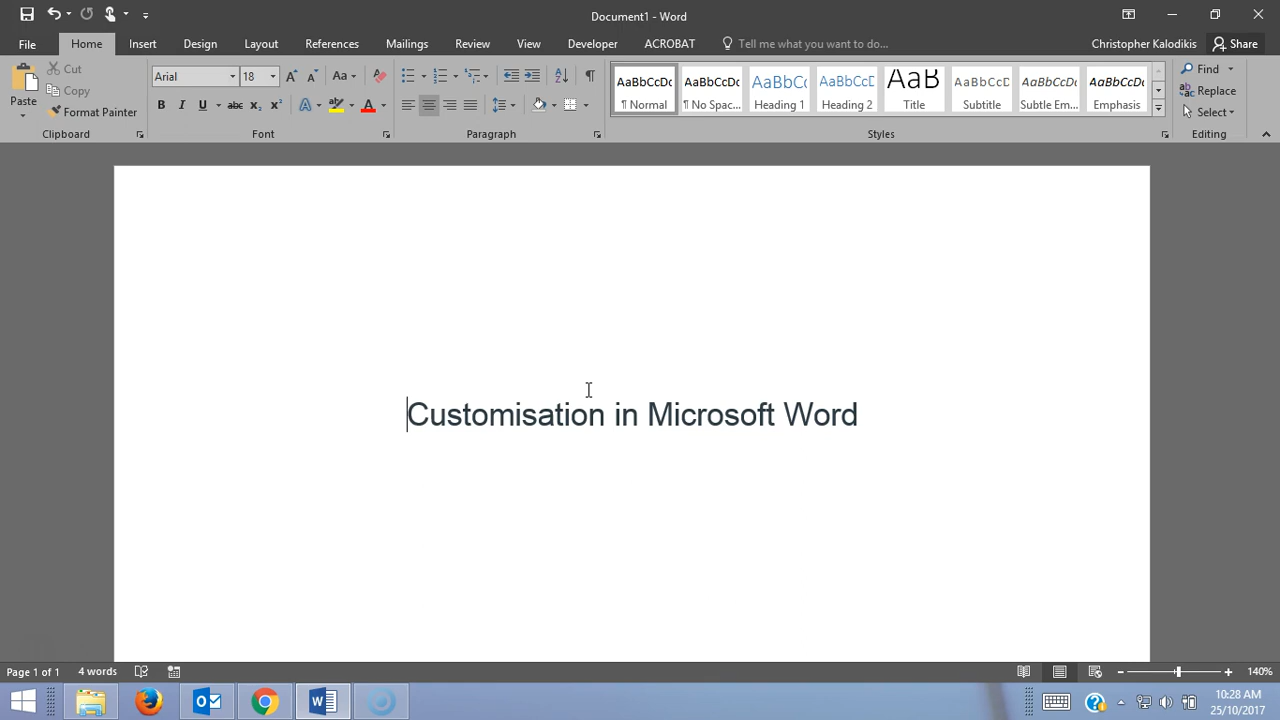 Document1 - Word
File Home Insert Design Layout References Mailings Review View Developer ACROBAT Tell me what you want to do... Christopher Kalodikis Share
Paste
Cut
Copy
Format Painter
Clipboard
Arial 18
Font
Paragraph
AaBbCcDc AaBbCcDc AaBbCc AaBbCcD AaB AaBbCcD AaBbCcDc AaBbCcDc
¶ Normal ¶ No Spac... Heading 1 Heading 2 Title Subtitle Subtle Em... Emphasis
Styles
Find
Replace
Select
Editing
Customisation in Microsoft Word
Page 1 of 1 4 words 140%
10:28 AM
25/10/2017